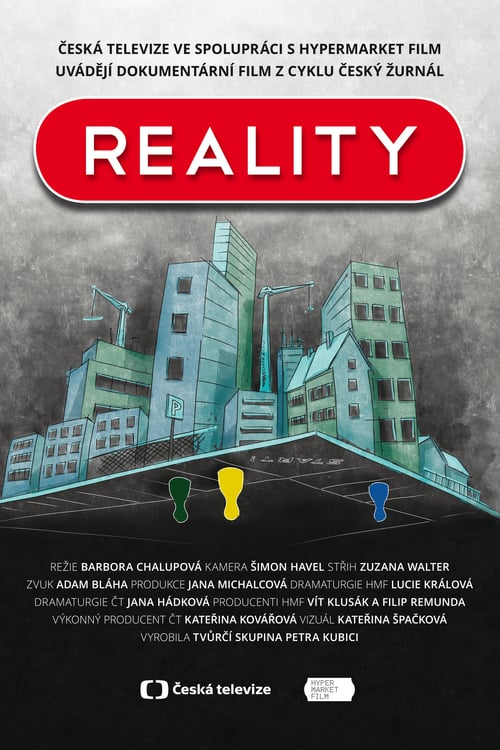 ČESKÁ TELEVIZE VE SPOLUPRÁCI S HYPERMARKET FILM
UVÁDĚJÍ DOKUMENTÁRNÍ FILM Z CYKLU ČESKÝ ŽURNÁL
REALITY
P
START
REŽIE BARBORA CHALUPOVÁ KAMERA ŠIMON HAVEL STŘIH ZUZANA WALTER
ZVUK ADAM BLÁHA PRODUKCE JANA MICHALCOVÁ DRAMATURGIE HMF LUCIE KRÁLOVÁ
DRAMATURGIE ČT JANA HÁDKOVÁ PRODUCENTI HMF VÍT KLUSÁK A FILIP REMUNDA
VÝKONNÝ PRODUCENT ČT KATEŘINA KOVÁŘOVÁ VIZUÁL KATEŘINA ŠPAČKOVÁ
VYROBILA TVŮRČÍ SKUPINA PETRA KUBICI
Česká televize
HYPER
MARKET
FILM